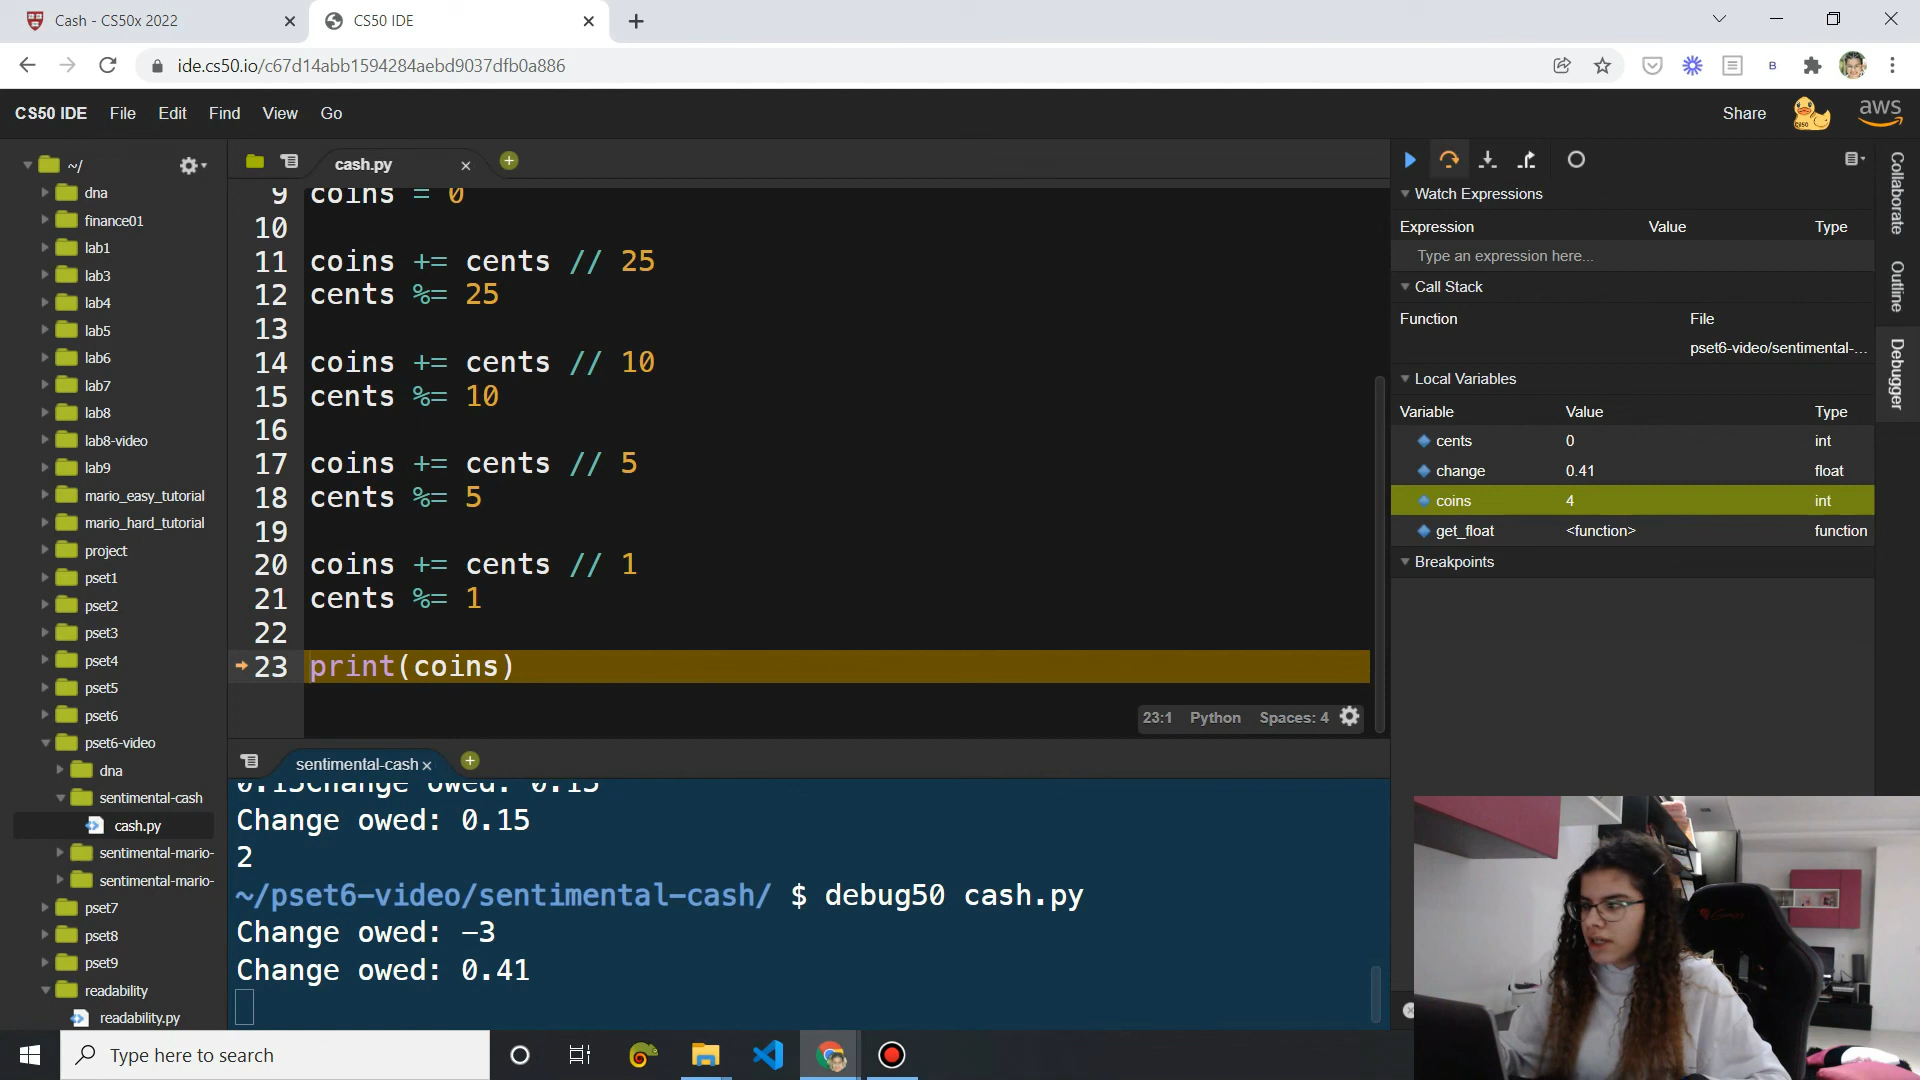 Cash - CS50x 2022
CS50 IDE
ide.cs50.io/c67d14abb1594284aebd9037dfb0a886
B
CS50 IDE File Edit Find View Go
Share
aws
~/
dna
finance01
lab1
lab3
lab4
lab5
lab6
lab7
lab8
lab8-video
lab9
mario_easy_tutorial
mario_hard_tutorial
project
pset1
pset2
pset3
pset4
pset5
pset6
pset6-video
dna
sentimental-cash
cash.py
sentimental-mario-
sentimental-mario-
pset7
pset8
pset9
readability
readability.py
cash.py
9 coins = 0
10
11 coins += cents // 25
12 cents %= 25
13
14 coins += cents // 10
15 cents %= 10
16
17 coins += cents // 5
18 cents %= 5
19
20 coins += cents // 1
21 cents %= 1
22
23 print(coins)
23:1 Python Spaces: 4
sentimental-cash
0.15Change owed: 0.15
Change owed: 0.15
2
~/pset6-video/sentimental-cash/ $ debug50 cash.py
Change owed: -3
Change owed: 0.41
Watch Expressions
Expression Value Type
Type an expression here...
Call Stack
Function File
pset6-video/sentimental-...
Local Variables
Variable Value Type
cents 0 int
change 0.41 float
coins 4 int
get_float <function> function
Breakpoints
Collaborate
Outline
Debugger
Type here to search